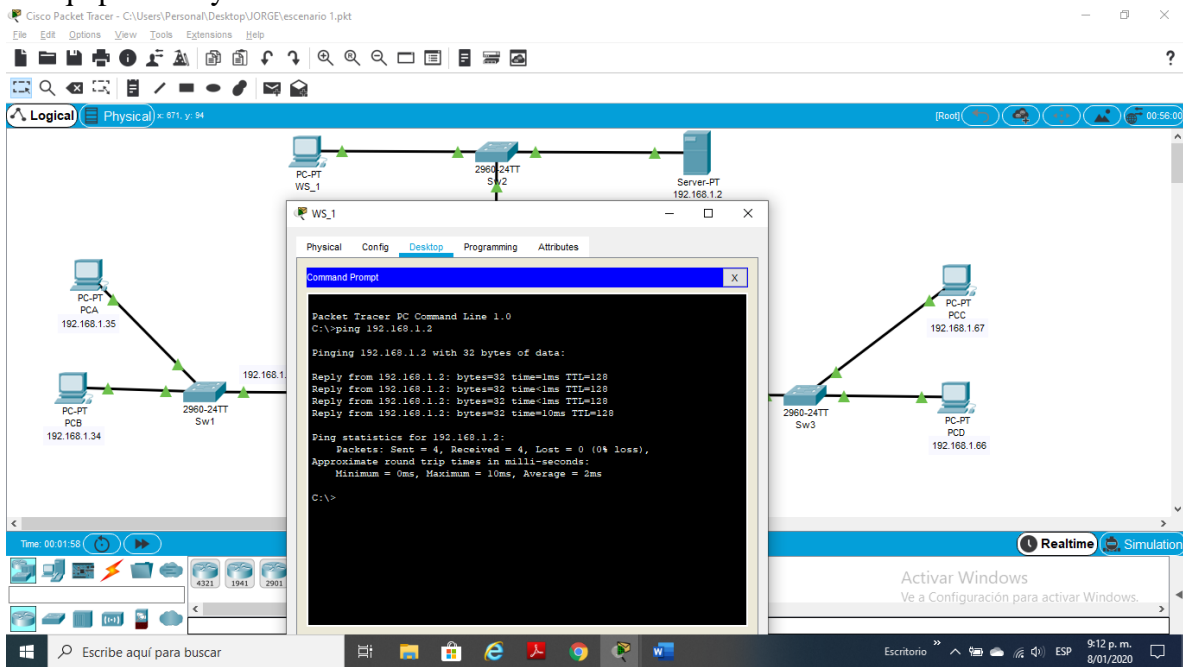 Cisco Packet Tracer - C:\Users\Personal\Desktop\JORGE\escenario 1.pkt
File Edit Options View Tools Extensions Help
?
Logical Physical x: 671, y: 94 [Root] 00:56:00
PC-PT
WS_1
2960-24TT
Sw2
Server-PT
192.168.1.2
WS_1
Physical Config Desktop Programming Attributes
Command Prompt X
Packet Tracer PC Command Line 1.0
C:\>ping 192.168.1.2
Pinging 192.168.1.2 with 32 bytes of data:
Reply from 192.168.1.2: bytes=32 time=1ms TTL=128
Reply from 192.168.1.2: bytes=32 time<1ms TTL=128
Reply from 192.168.1.2: bytes=32 time<1ms TTL=128
Reply from 192.168.1.2: bytes=32 time=10ms TTL=128
Ping statistics for 192.168.1.2:
Packets: Sent = 4, Received = 4, Lost = 0 (0% loss),
Approximate round trip times in milli-seconds:
Minimum = 0ms, Maximum = 10ms, Average = 2ms
C:\>
PC-PT
PCA
192.168.1.35
PC-PT
PCB
192.168.1.34
2960-24TT
Sw1
192.168.1.
PC-PT
PCC
192.168.1.67
2960-24TT
Sw3
PC-PT
PCD
192.168.1.66
Time: 00:01:58
Realtime Simulation
4321 1941 2901
Activar Windows
Ve a Configuración para activar Windows.
Escribe aquí para buscar
Escritorio ESP
9:12 p. m.
8/01/2020